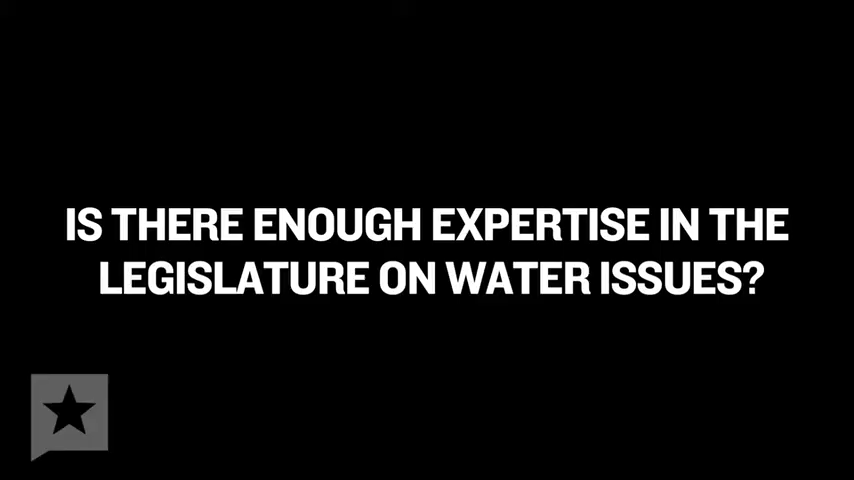 IS THERE ENOUGH EXPERTISE IN THE
LEGISLATURE ON WATER ISSUES?